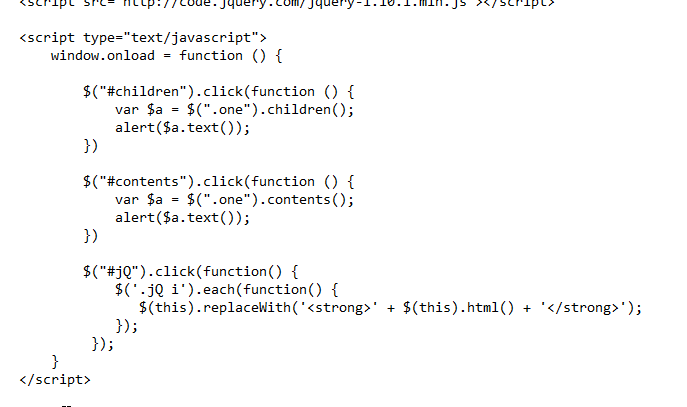 <script src="http://code.jquery.com/jquery-1.10.1.min.js"></script>
<script type="text/javascript">
    window.onload = function () {
        $("#children").click(function () {
            var $a = $(".one").children();
            alert($a.text());
        })
        $("#contents").click(function () {
            var $a = $(".one").contents();
            alert($a.text());
        })
        $("#jQ").click(function() {
            $('.jQ i').each(function() {
               $(this).replaceWith('<strong>' + $(this).html() + '</strong>');
            });
         });
    }
</script>